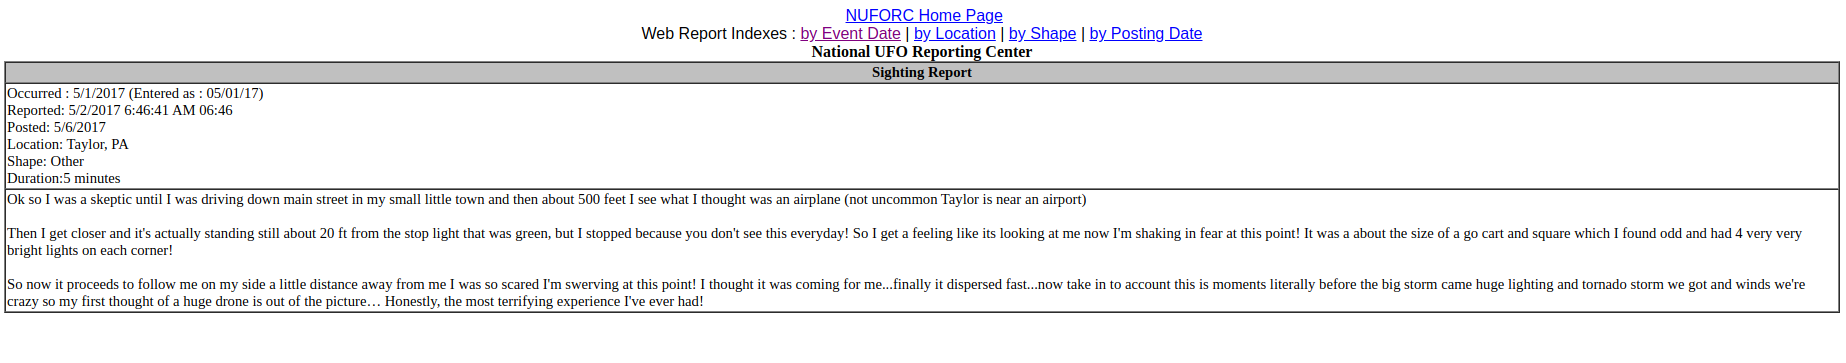 NUFORC Home Page
Web Report Indexes : by Event Date | by Location | by Shape | by Posting Date
National UFO Reporting Center
Sighting Report
Occurred : 5/1/2017 (Entered as : 05/01/17)
Reported: 5/2/2017 6:46:41 AM 06:46
Posted: 5/6/2017
Location: Taylor, PA
Shape: Other
Duration:5 minutes
Ok so I was a skeptic until I was driving down main street in my small little town and then about 500 feet I see what I thought was an airplane (not uncommon Taylor is near an airport)
Then I get closer and it's actually standing still about 20 ft from the stop light that was green, but I stopped because you don't see this everyday! So I get a feeling like its looking at me now I'm shaking in fear at this point! It was a about the size of a go cart and square which I found odd and had 4 very very
bright lights on each corner!
So now it proceeds to follow me on my side a little distance away from me I was so scared I'm swerving at this point! I thought it was coming for me...finally it dispersed fast...now take in to account this is moments literally before the big storm came huge lighting and tornado storm we got and winds we're
crazy so my first thought of a huge drone is out of the picture… Honestly, the most terrifying experience I've ever had!